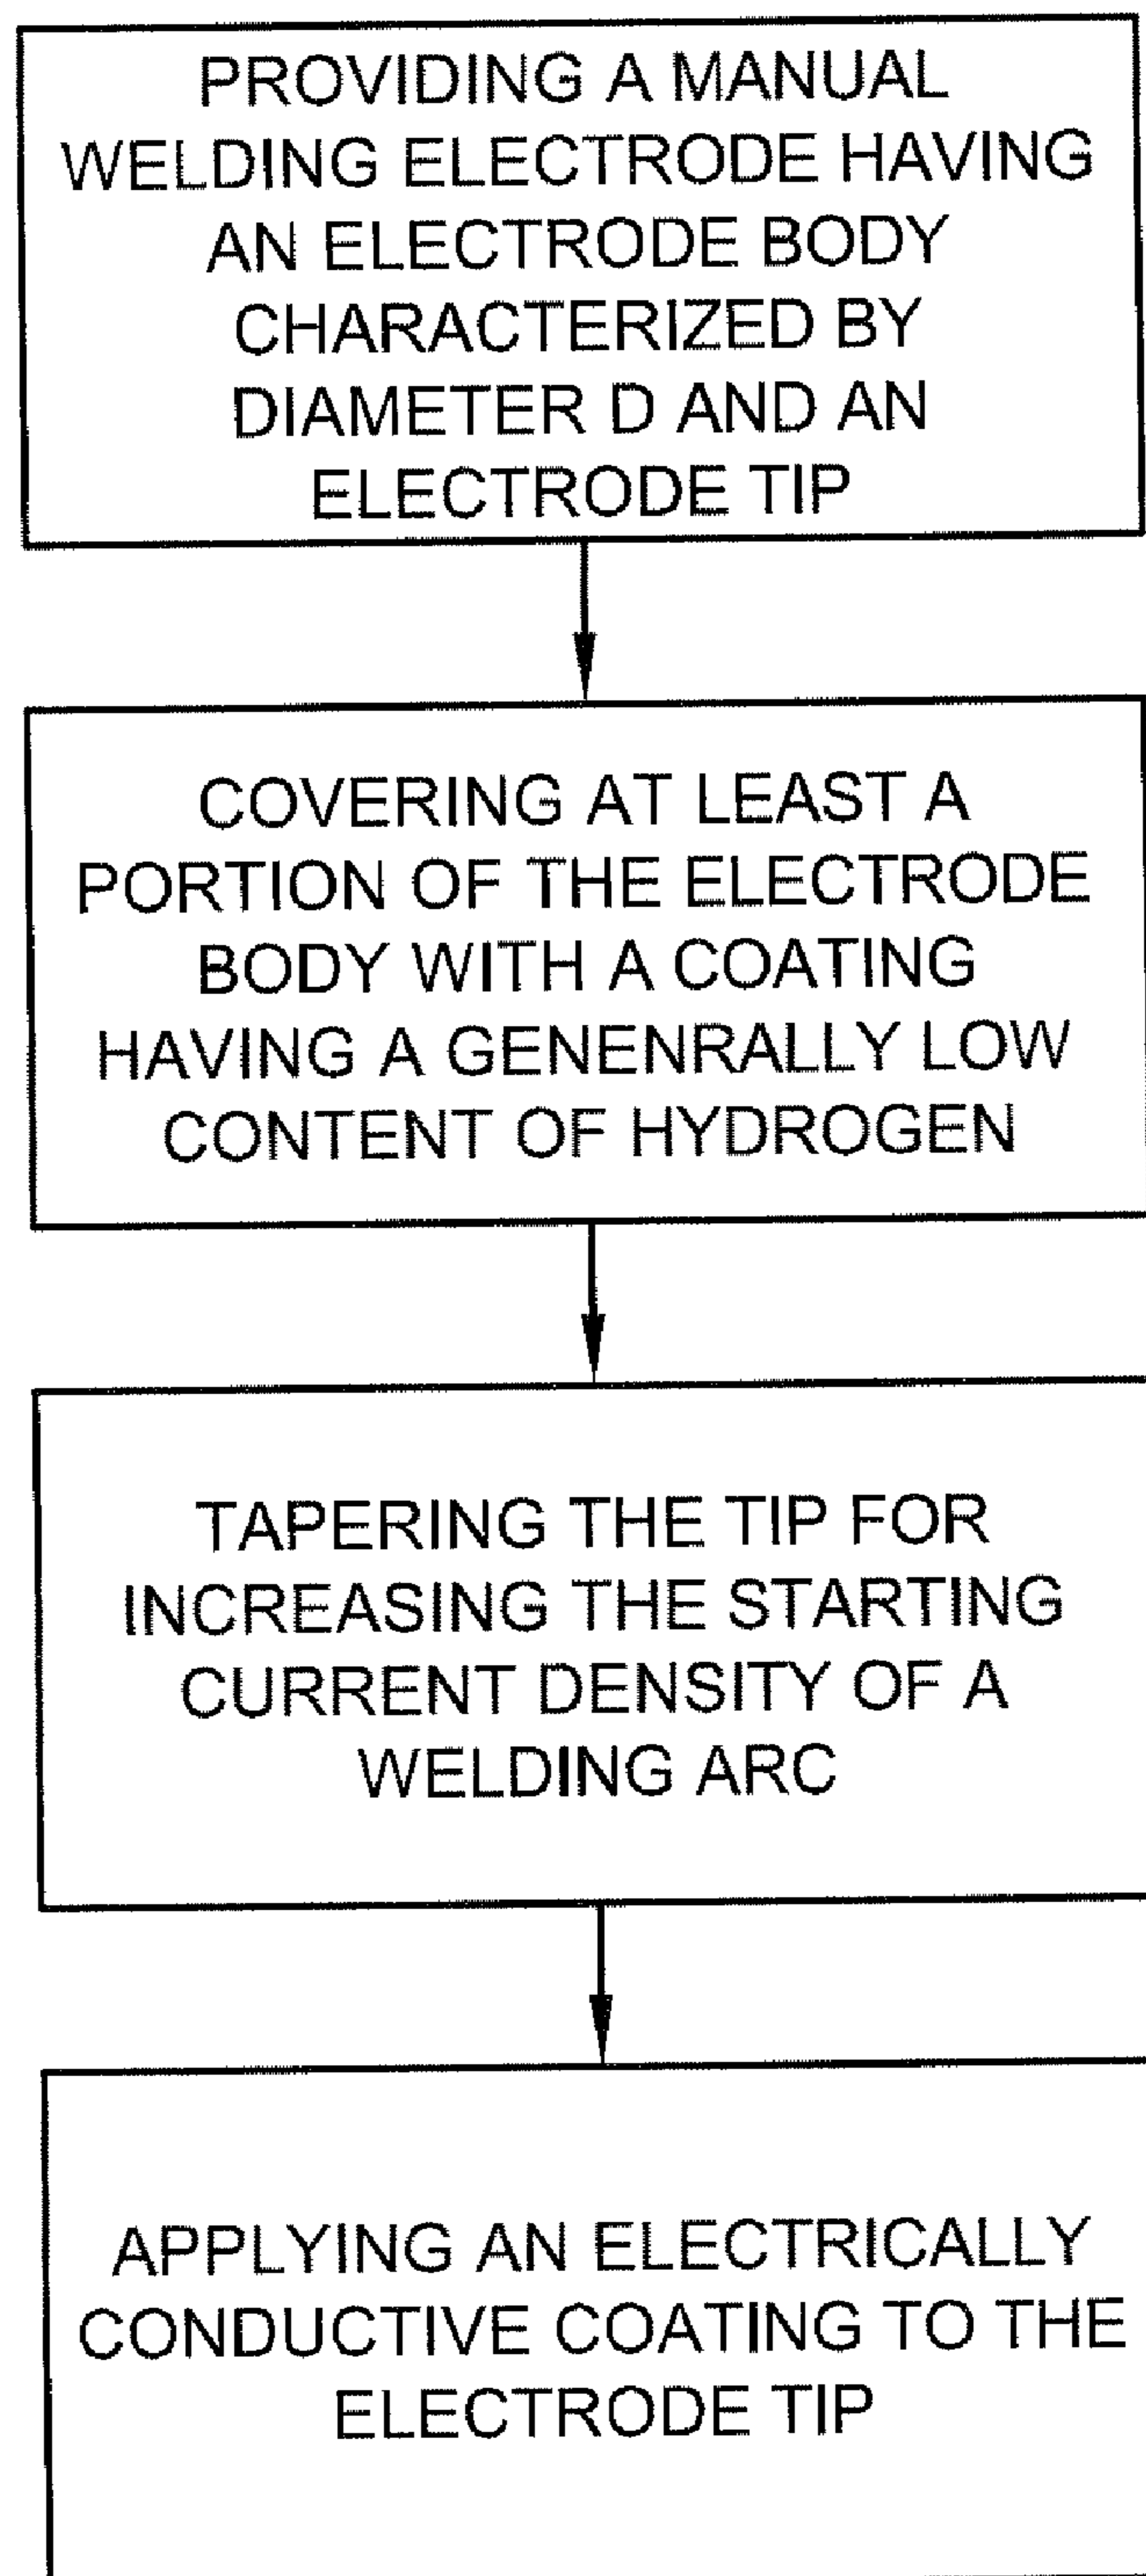 PROVIDING A MANUAL
WELDING ELECTRODE HAVING
AN ELECTRODE BODY
CHARACTERIZED BY
DIAMETER D AND AN
ELECTRODE TIP
COVERING AT LEAST A
PORTION OF THE ELECTRODE
BODY WITH A COATING
HAVING A GENENRALLY LOW
CONTENT OF HYDROGEN
TAPERING THE TIP FOR
INCREASING THE STARTING
CURRENT DENSITY OF A
WELDING ARC
APPLYING AN ELECTRICALLY
CONDUCTIVE COATING TO THE
ELECTRODE TIP